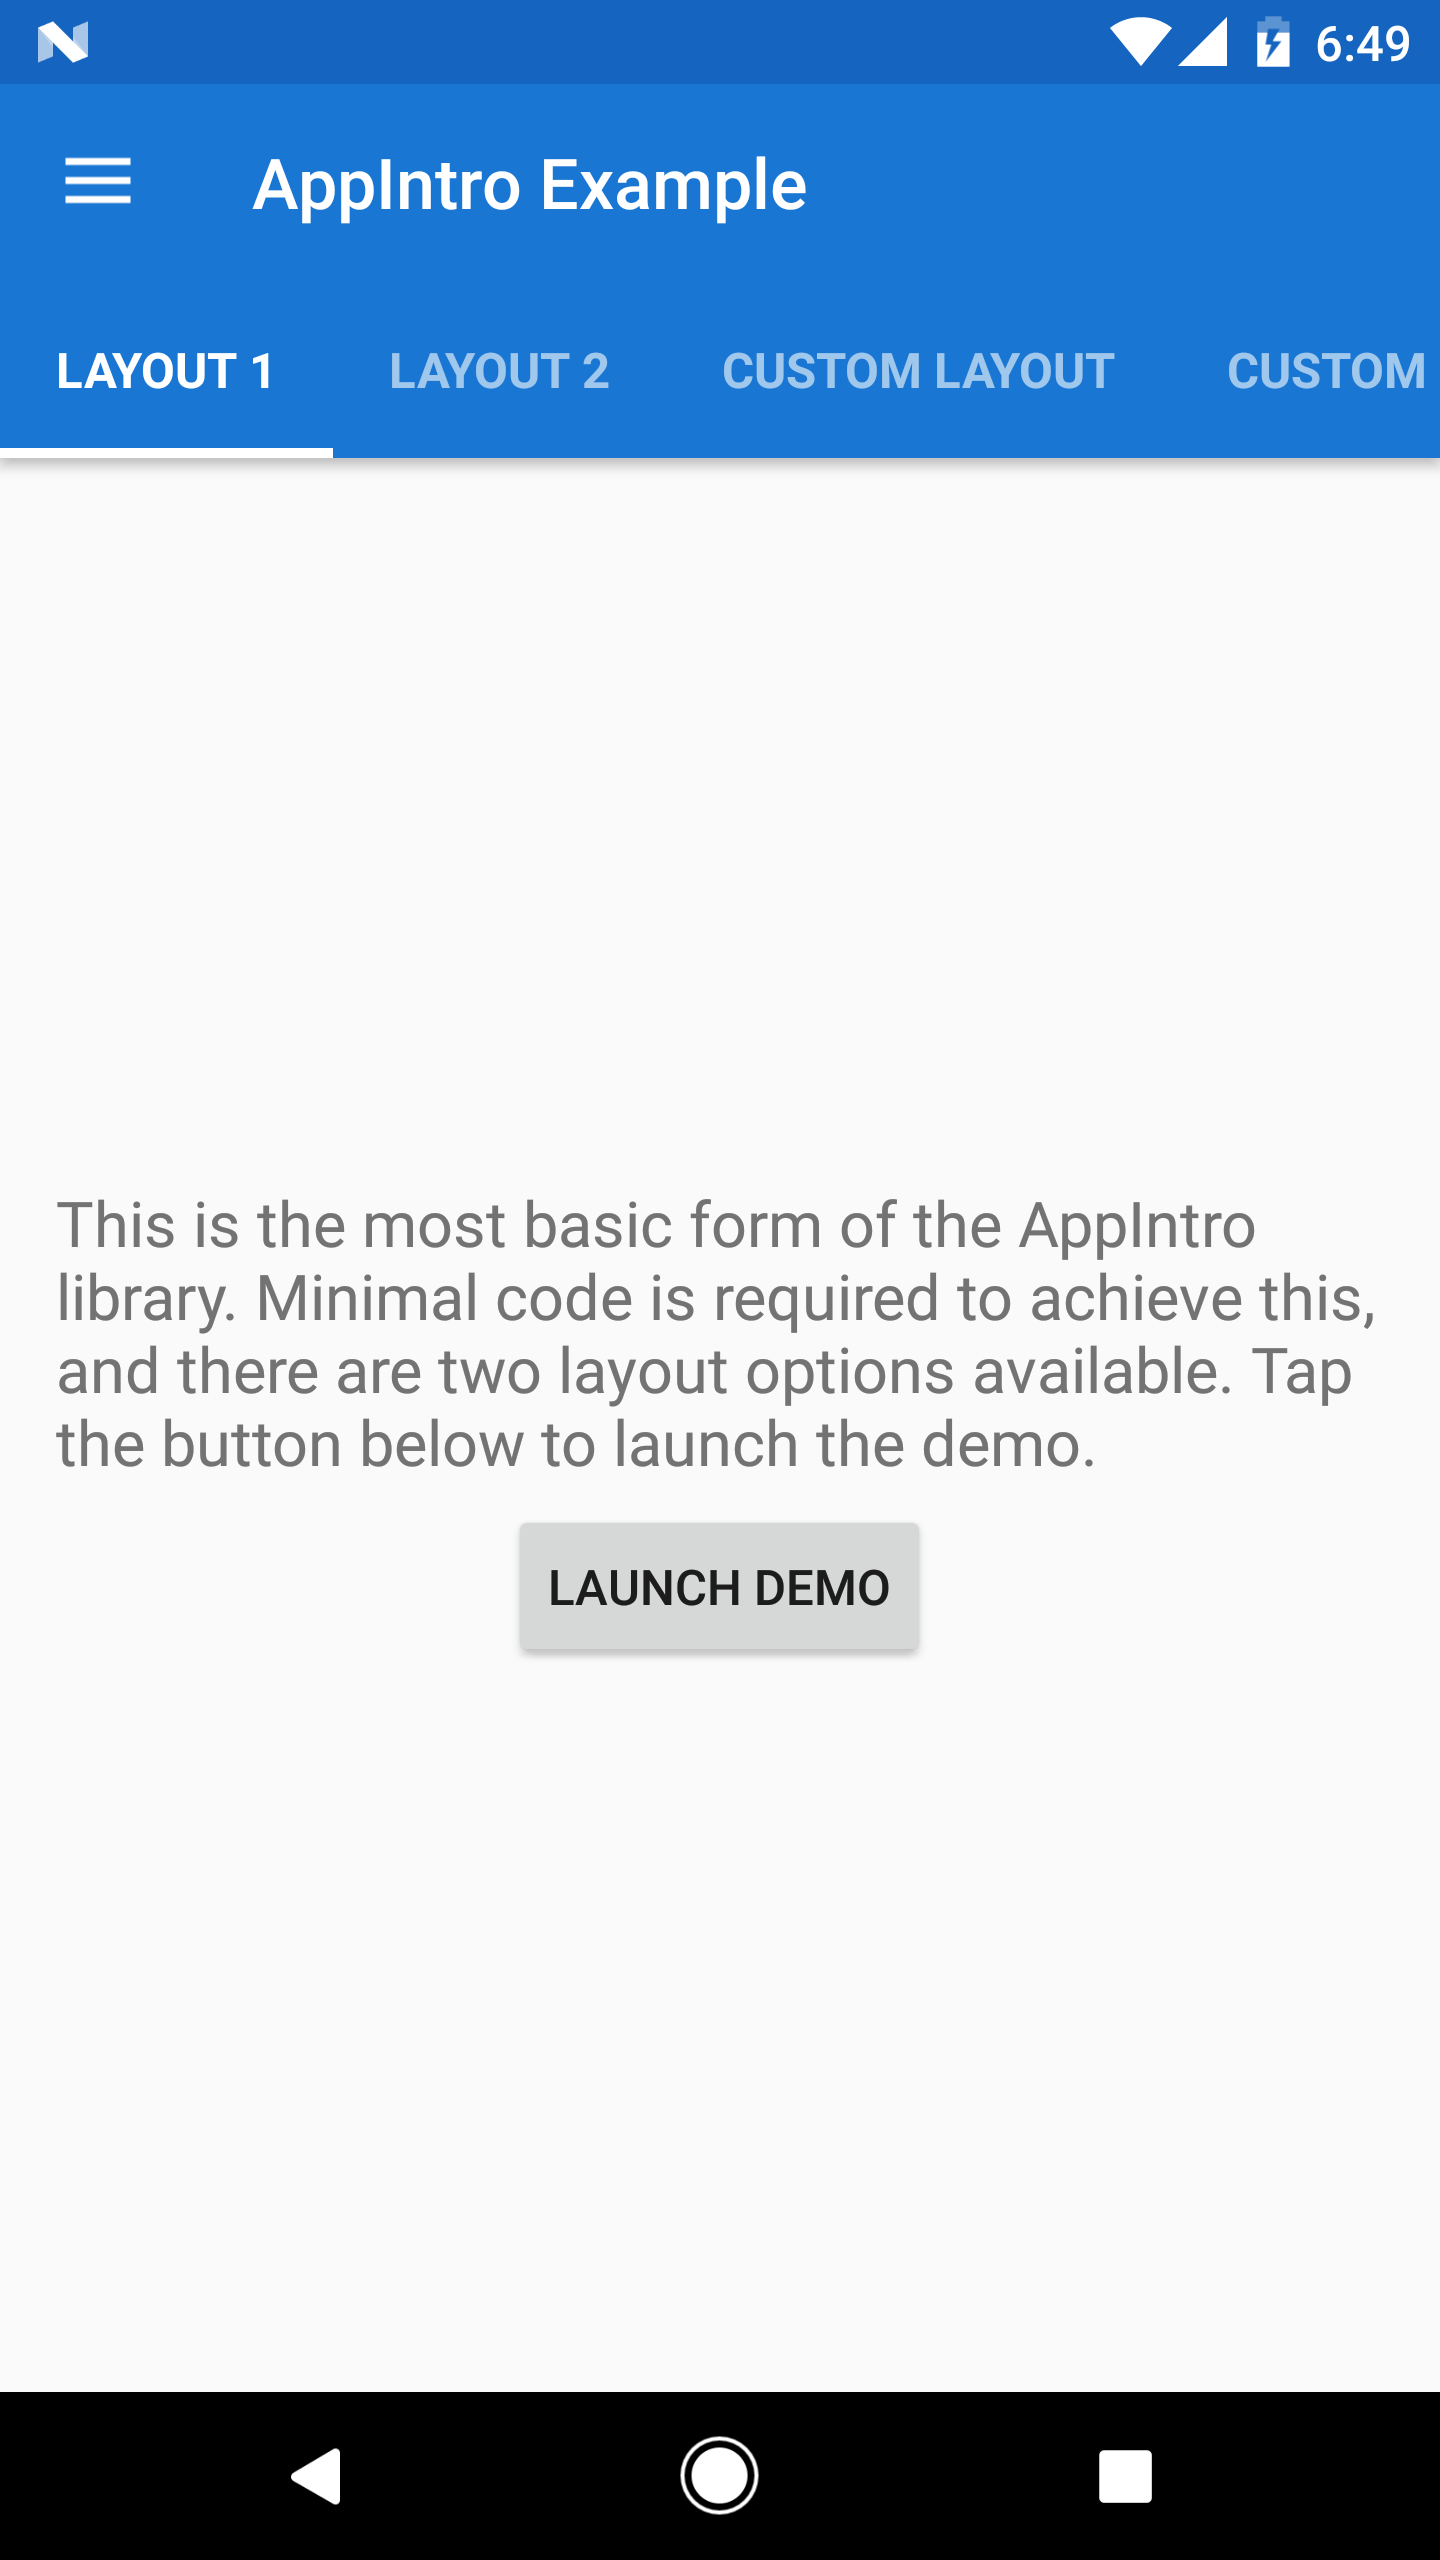 6:49
AppIntro Example
LAYOUT 1 LAYOUT 2 CUSTOM LAYOUT CUSTOM
This is the most basic form of the AppIntro
library. Minimal code is required to achieve this,
and there are two layout options available. Tap
the button below to launch the demo.
LAUNCH DEMO